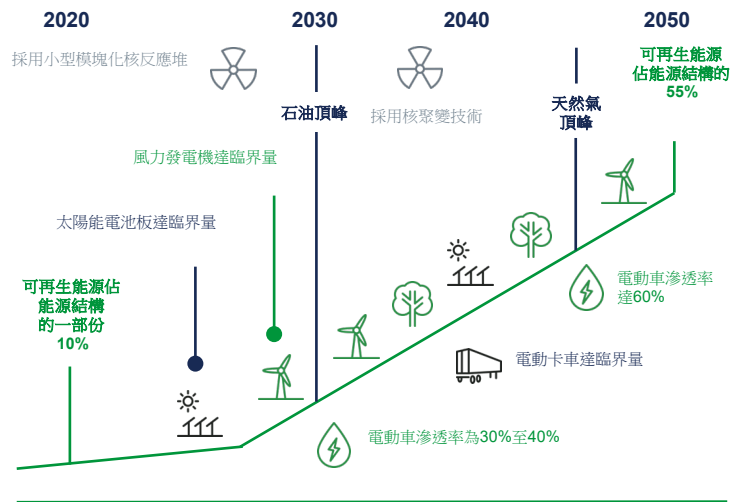 2020
2030
2040
2050
採用小型模塊化核反應堆
可再生能源
佔能源結構的
55%
石油頂峰
採用核聚變技術
天然氣
頂峰
風力發電機達臨界量
太陽能電池板達臨界量
可再生能源佔
能源結構
的一部份
10%
電動車滲透率
達60%
電動卡車達臨界量
電動車滲透率為30%至40%